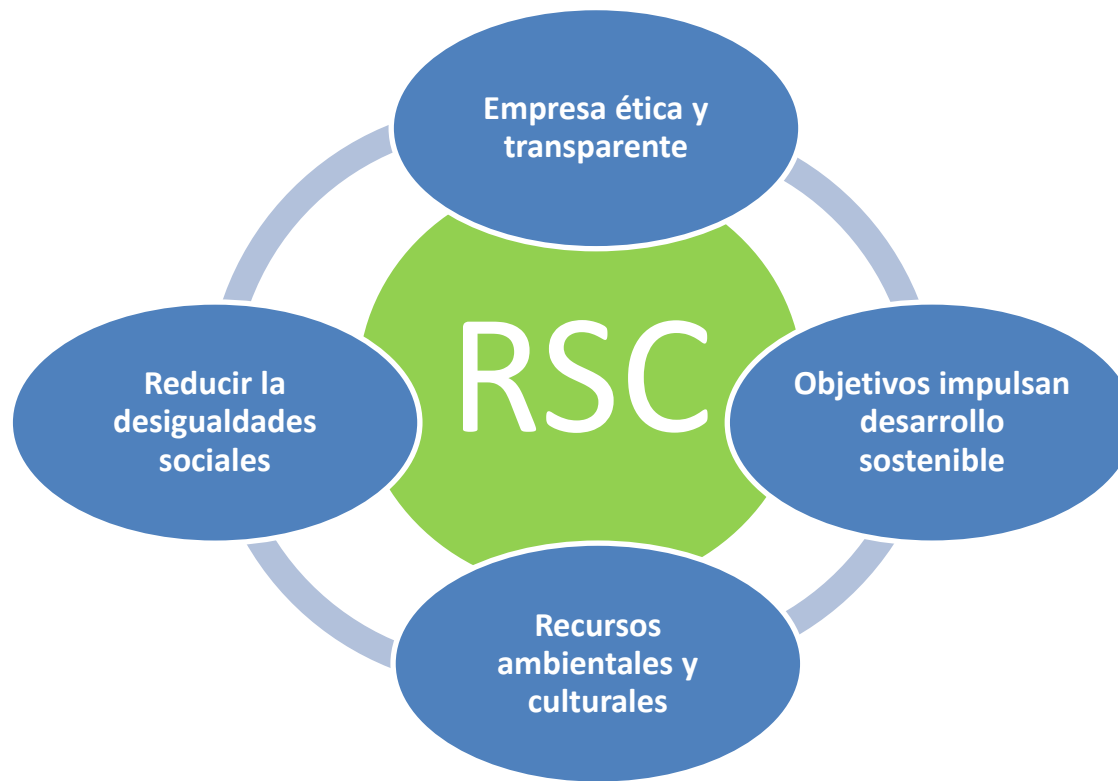 Empresa ética y
transparente
RSC
Reducir la
desigualdades
sociales
Objetivos impulsan
desarrollo
sostenible
Recursos
ambientales y
culturales